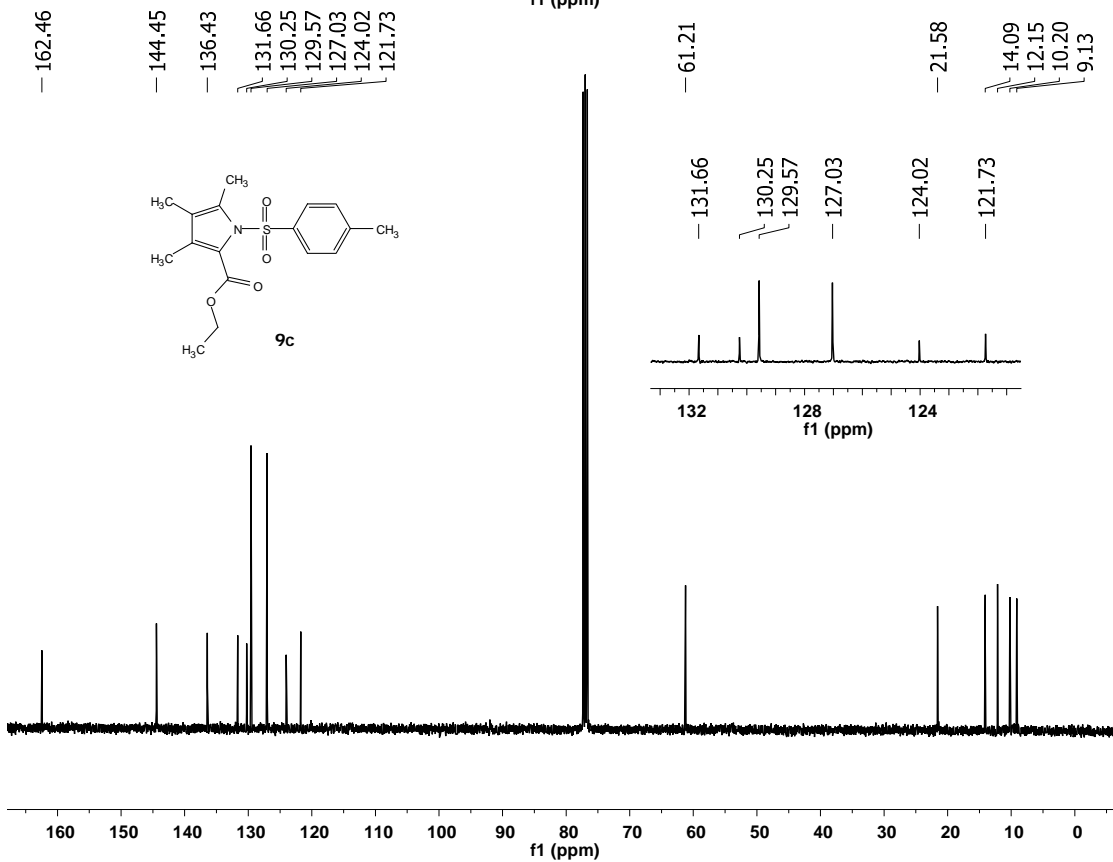 f1 (ppm)
162.46
144.45
136.43
131.66
130.25
129.57
127.03
124.02
121.73
61.21
21.58
14.09
12.15
10.20
9.13
131.66
130.25
129.57
127.03
124.02
121.73
H3C CH3
O
N S CH3
H3C O
O
O
H3C
9c
132 128 124
f1 (ppm)
160 150 140 130 120 110 100 90 80 70 60 50 40 30 20 10 0
f1 (ppm)